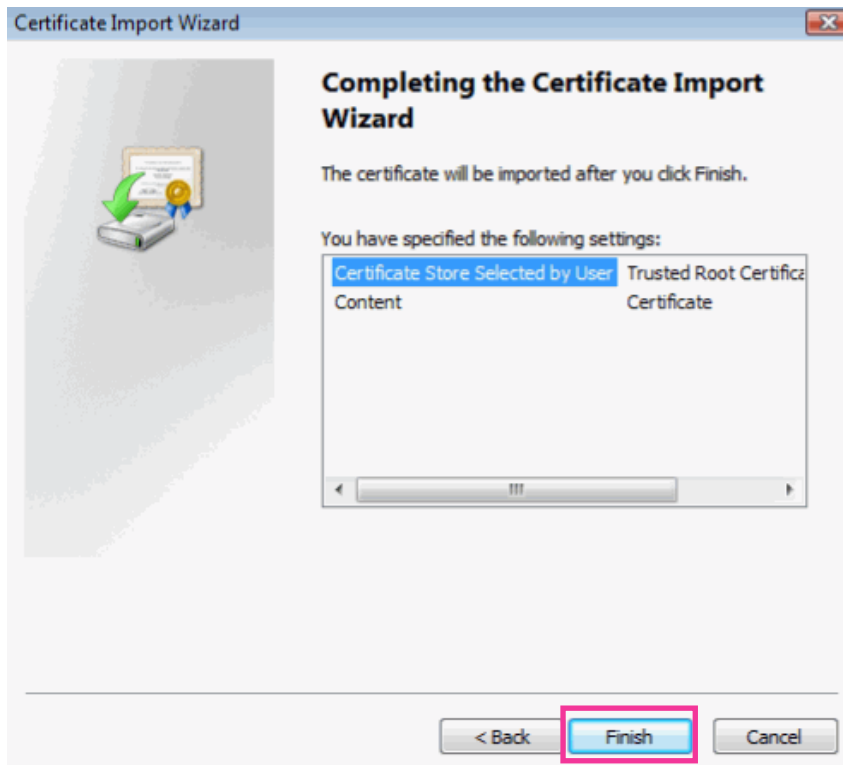 Certificate Import Wizard
Completing the Certificate Import
Wizard
The certificate will be imported after you click Finish.
You have specified the following settings:
Certificate Store Selected by User Trusted Root Certifica
Content Certificate
< Back Finish Cancel